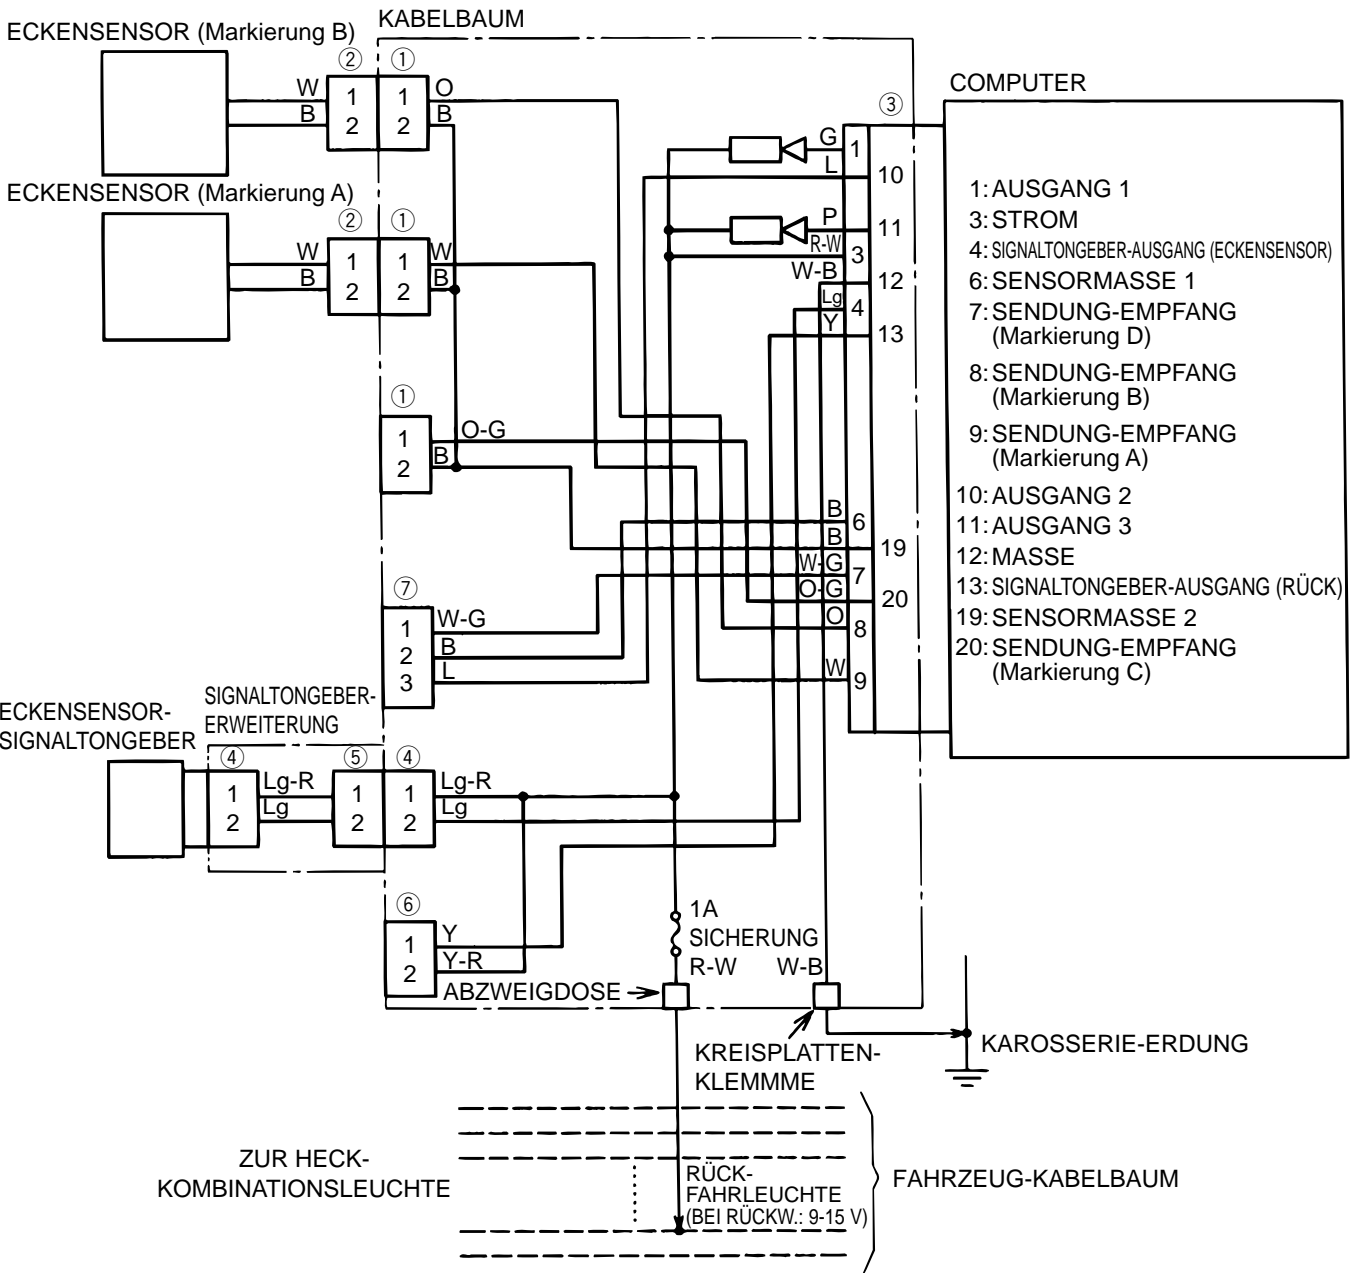 KABELBAUM
ECKENSENSOR (Markierung B)
② ①
W 1 1 O
B 2 2 B
ECKENSENSOR (Markierung A)
② ①
W 1 1 W
B 2 2 B
①
1 O-G
2 B
⑦
1 W-G
2 B
3 L
SIGNALTONGEBER-
ERWEITERUNG
ECKENSENSOR-
SIGNALTONGEBER
④ ⑤ ④
1 Lg-R 1 1 Lg-R
2 Lg 2 2 Lg
⑥
1 Y
2 Y-R
COMPUTER
③
G 1
L 10
P 11
R-W 3
W-B 12
Lg 4
Y 13
B 6
B 19
W-G 7
O-G 20
O 8
W 9
1: AUSGANG 1
3: STROM
4: SIGNALTONGEBER-AUSGANG (ECKENSENSOR)
6: SENSORMASSE 1
7: SENDUNG-EMPFANG
(Markierung D)
8: SENDUNG-EMPFANG
(Markierung B)
9: SENDUNG-EMPFANG
(Markierung A)
10: AUSGANG 2
11: AUSGANG 3
12: MASSE
13: SIGNALTONGEBER-AUSGANG (RÜCK)
19: SENSORMASSE 2
20: SENDUNG-EMPFANG
(Markierung C)
1A
SICHERUNG
R-W W-B
ABZWEIGDOSE
KREISPLATTEN-
KLEMMME
KAROSSERIE-ERDUNG
ZUR HECK-
KOMBINATIONSLEUCHTE
RÜCK-
FAHRLEUCHTE
(BEI RÜCKW.: 9-15 V)
FAHRZEUG-KABELBAUM